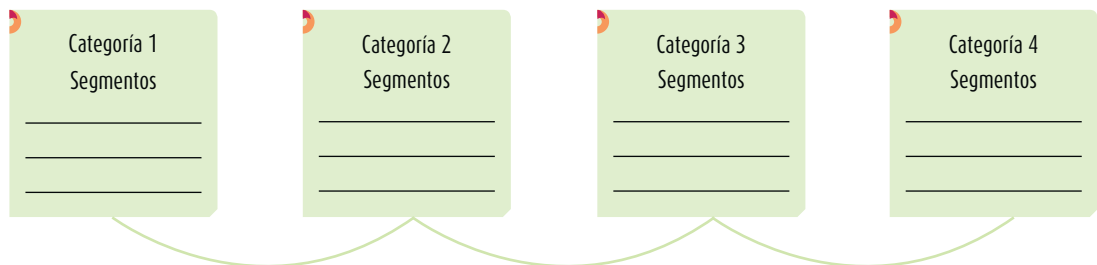 Categoría 1
Segmentos
Categoría 2
Segmentos
Categoría 3
Segmentos
Categoría 4
Segmentos